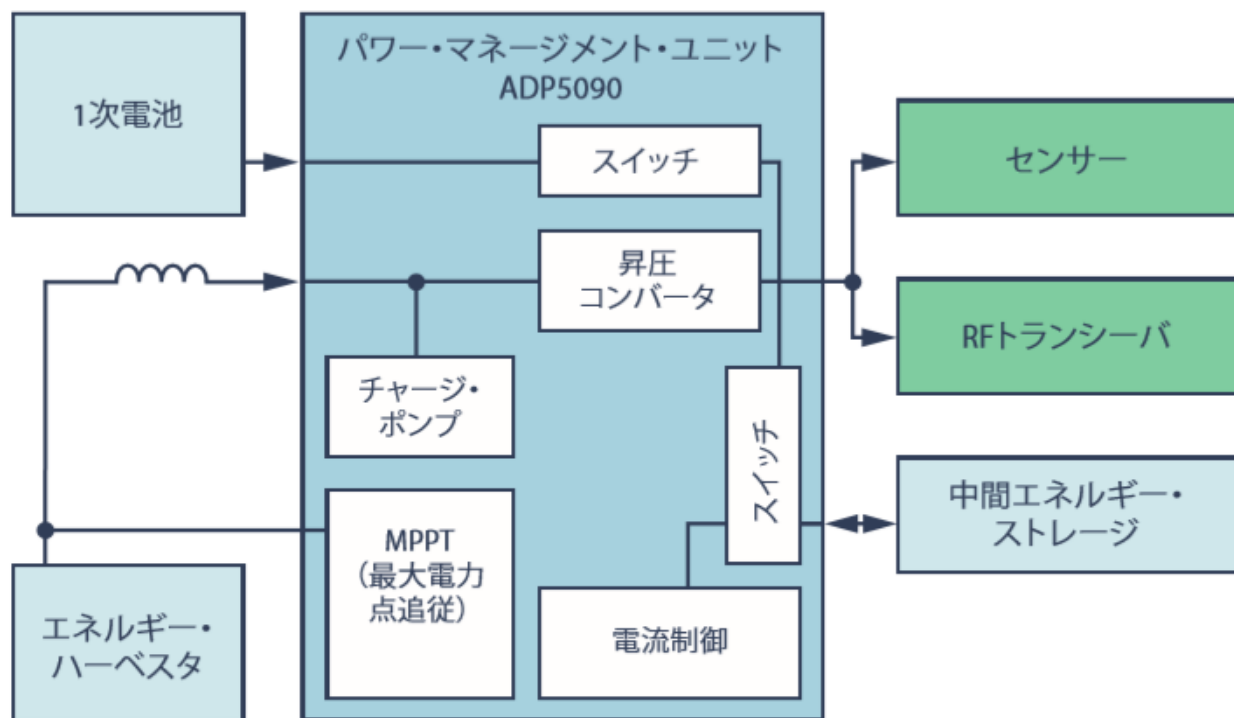 1次電池
パワー・マネージメント・ユニット
ADP5090
スイッチ
昇圧
コンバータ
チャージ・
ポンプ
MPPT
（最大電力
点追従）
スイッチ
電流制御
エネルギー・
ハーベスタ
センサー
RFトランシーバ
中間エネルギー・
ストレージ